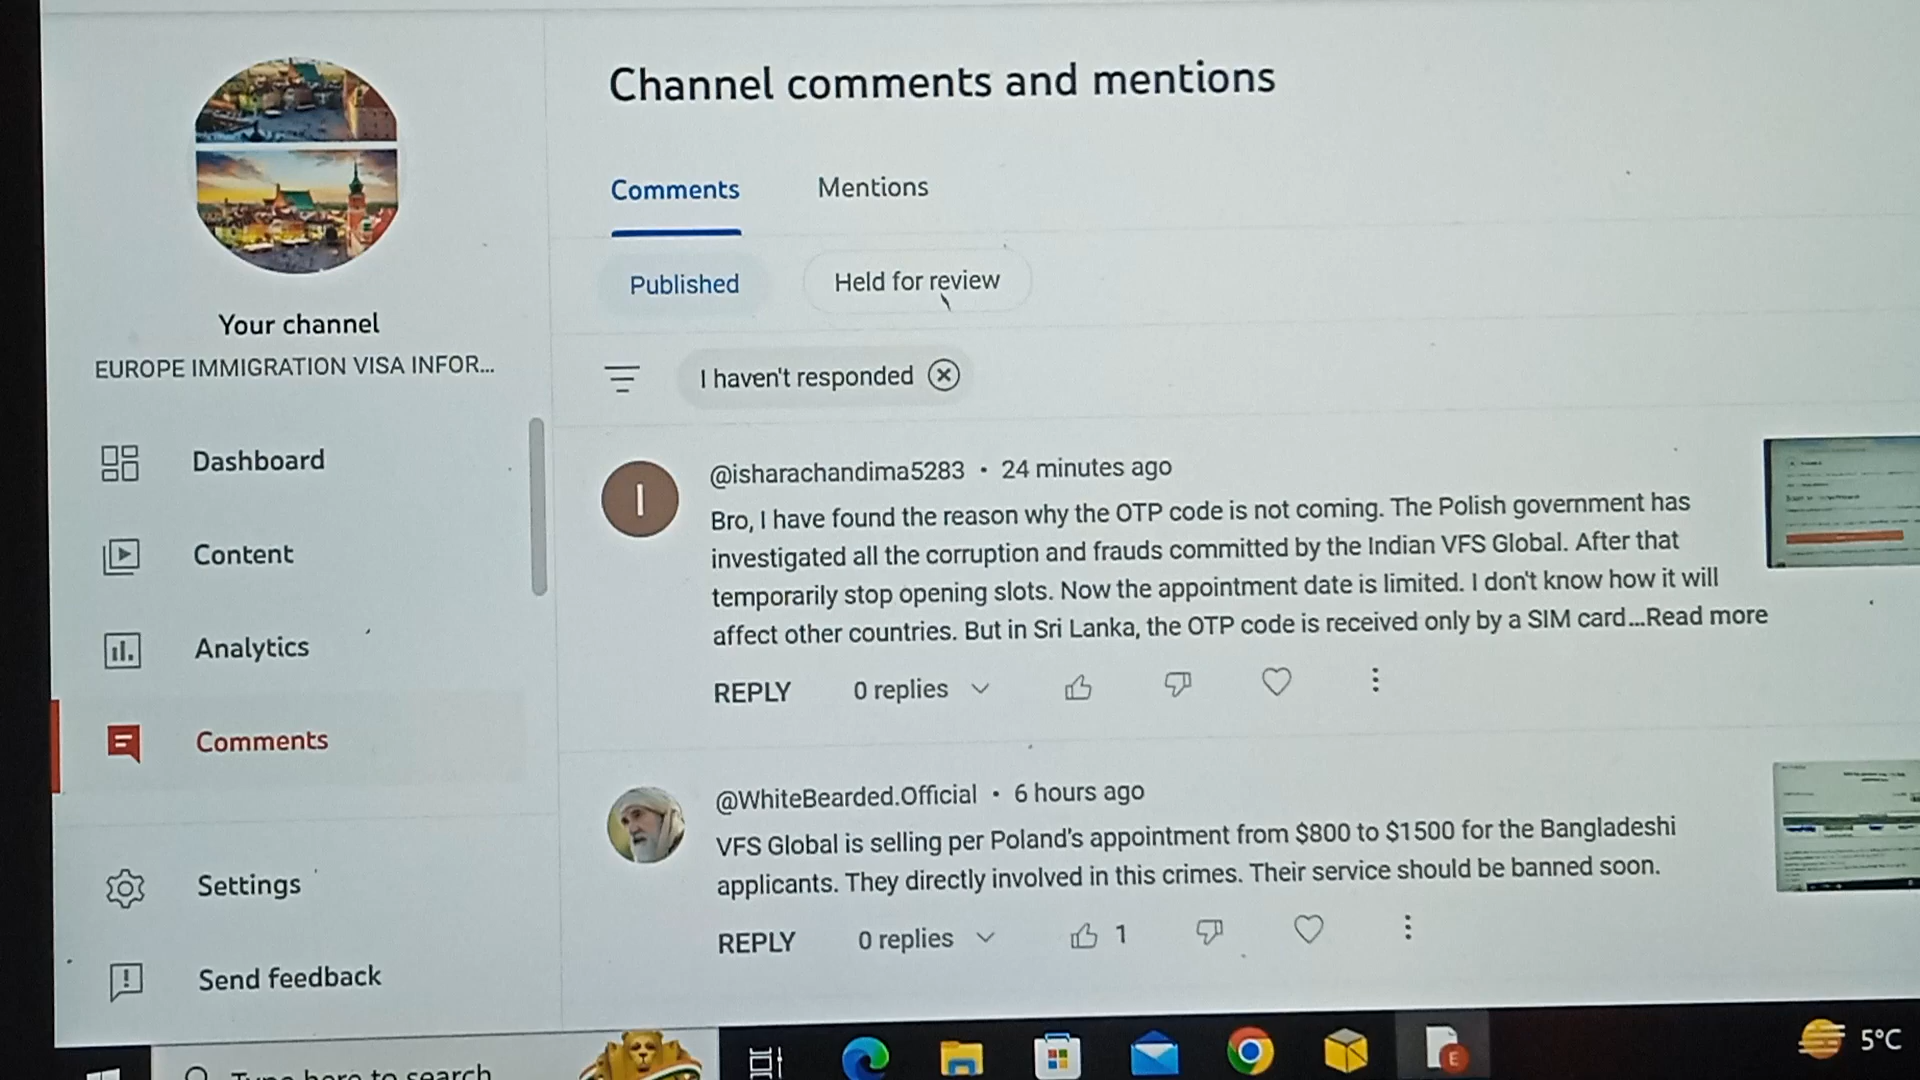 Channel comments and mentions
Comments
Mentions
Published
Held for review
I haven't responded
Your channel
EUROPE IMMIGRATION VISA INFOR...
Dashboard
Content
Analytics
Comments
Settings
Send feedback
I
@isharachandima5283 • 24 minutes ago
Bro, I have found the reason why the OTP code is not coming. The Polish government has
investigated all the corruption and frauds committed by the Indian VFS Global. After that
temporarily stop opening slots. Now the appointment date is limited. I don't know how it will
affect other countries. But in Sri Lanka, the OTP code is received only by a SIM card...Read more
REPLY
0 replies
@WhiteBearded.Official • 6 hours ago
VFS Global is selling per Poland's appointment from $800 to $1500 for the Bangladeshi
applicants. They directly involved in this crimes. Their service should be banned soon.
REPLY
0 replies
1
Type here to search
E
5°C